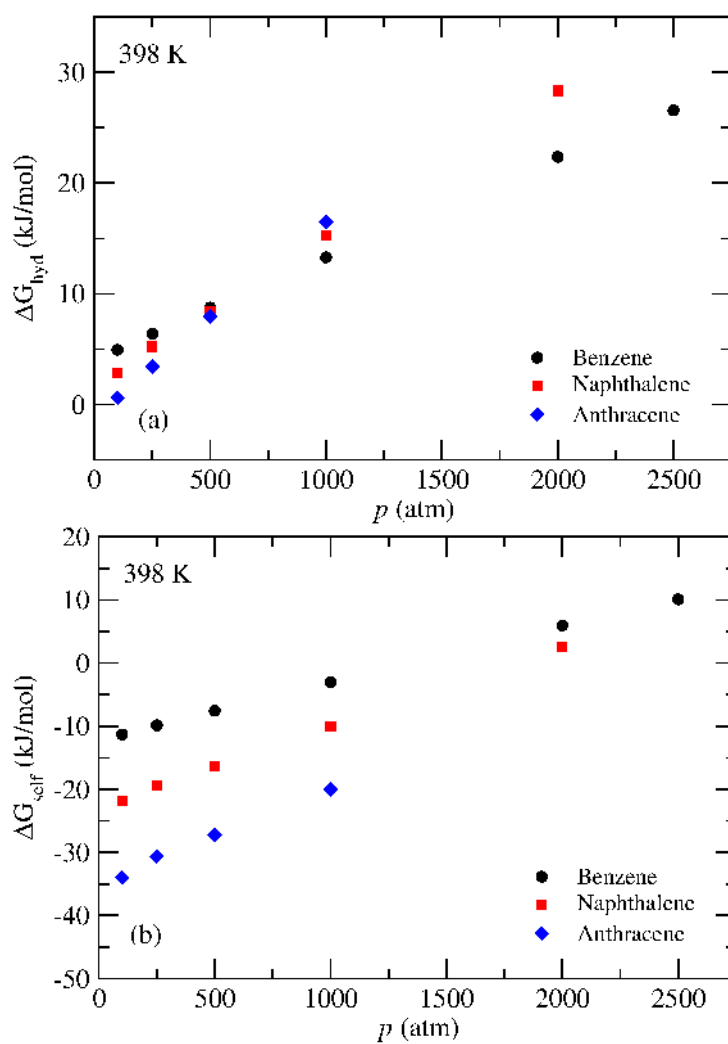 398 K
30
20
10
0
ΔG_hyd (kJ/mol)
Benzene
Naphthalene
Anthracene
(a)
0 500 1000 1500 2000 2500
p (atm)
20
398 K
10
0
-10
-20
-30
-40
-50
ΔG_self (kJ/mol)
Benzene
Naphthalene
Anthracene
(b)
0 500 1000 1500 2000 2500
p (atm)